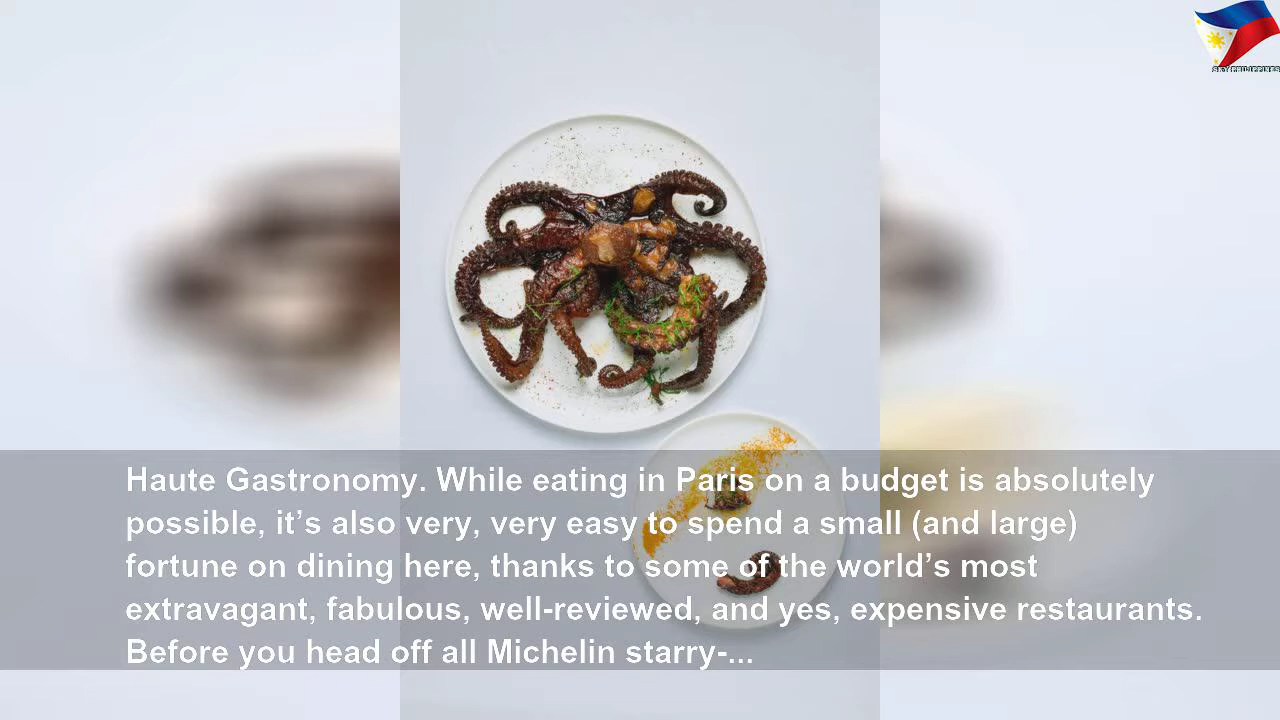 SKY PHILIPPINES
Haute Gastronomy. While eating in Paris on a budget is absolutely
possible, it’s also very, very easy to spend a small (and large)
fortune on dining here, thanks to some of the world’s most
extravagant, fabulous, well-reviewed, and yes, expensive restaurants.
Before you head off all Michelin starry-...